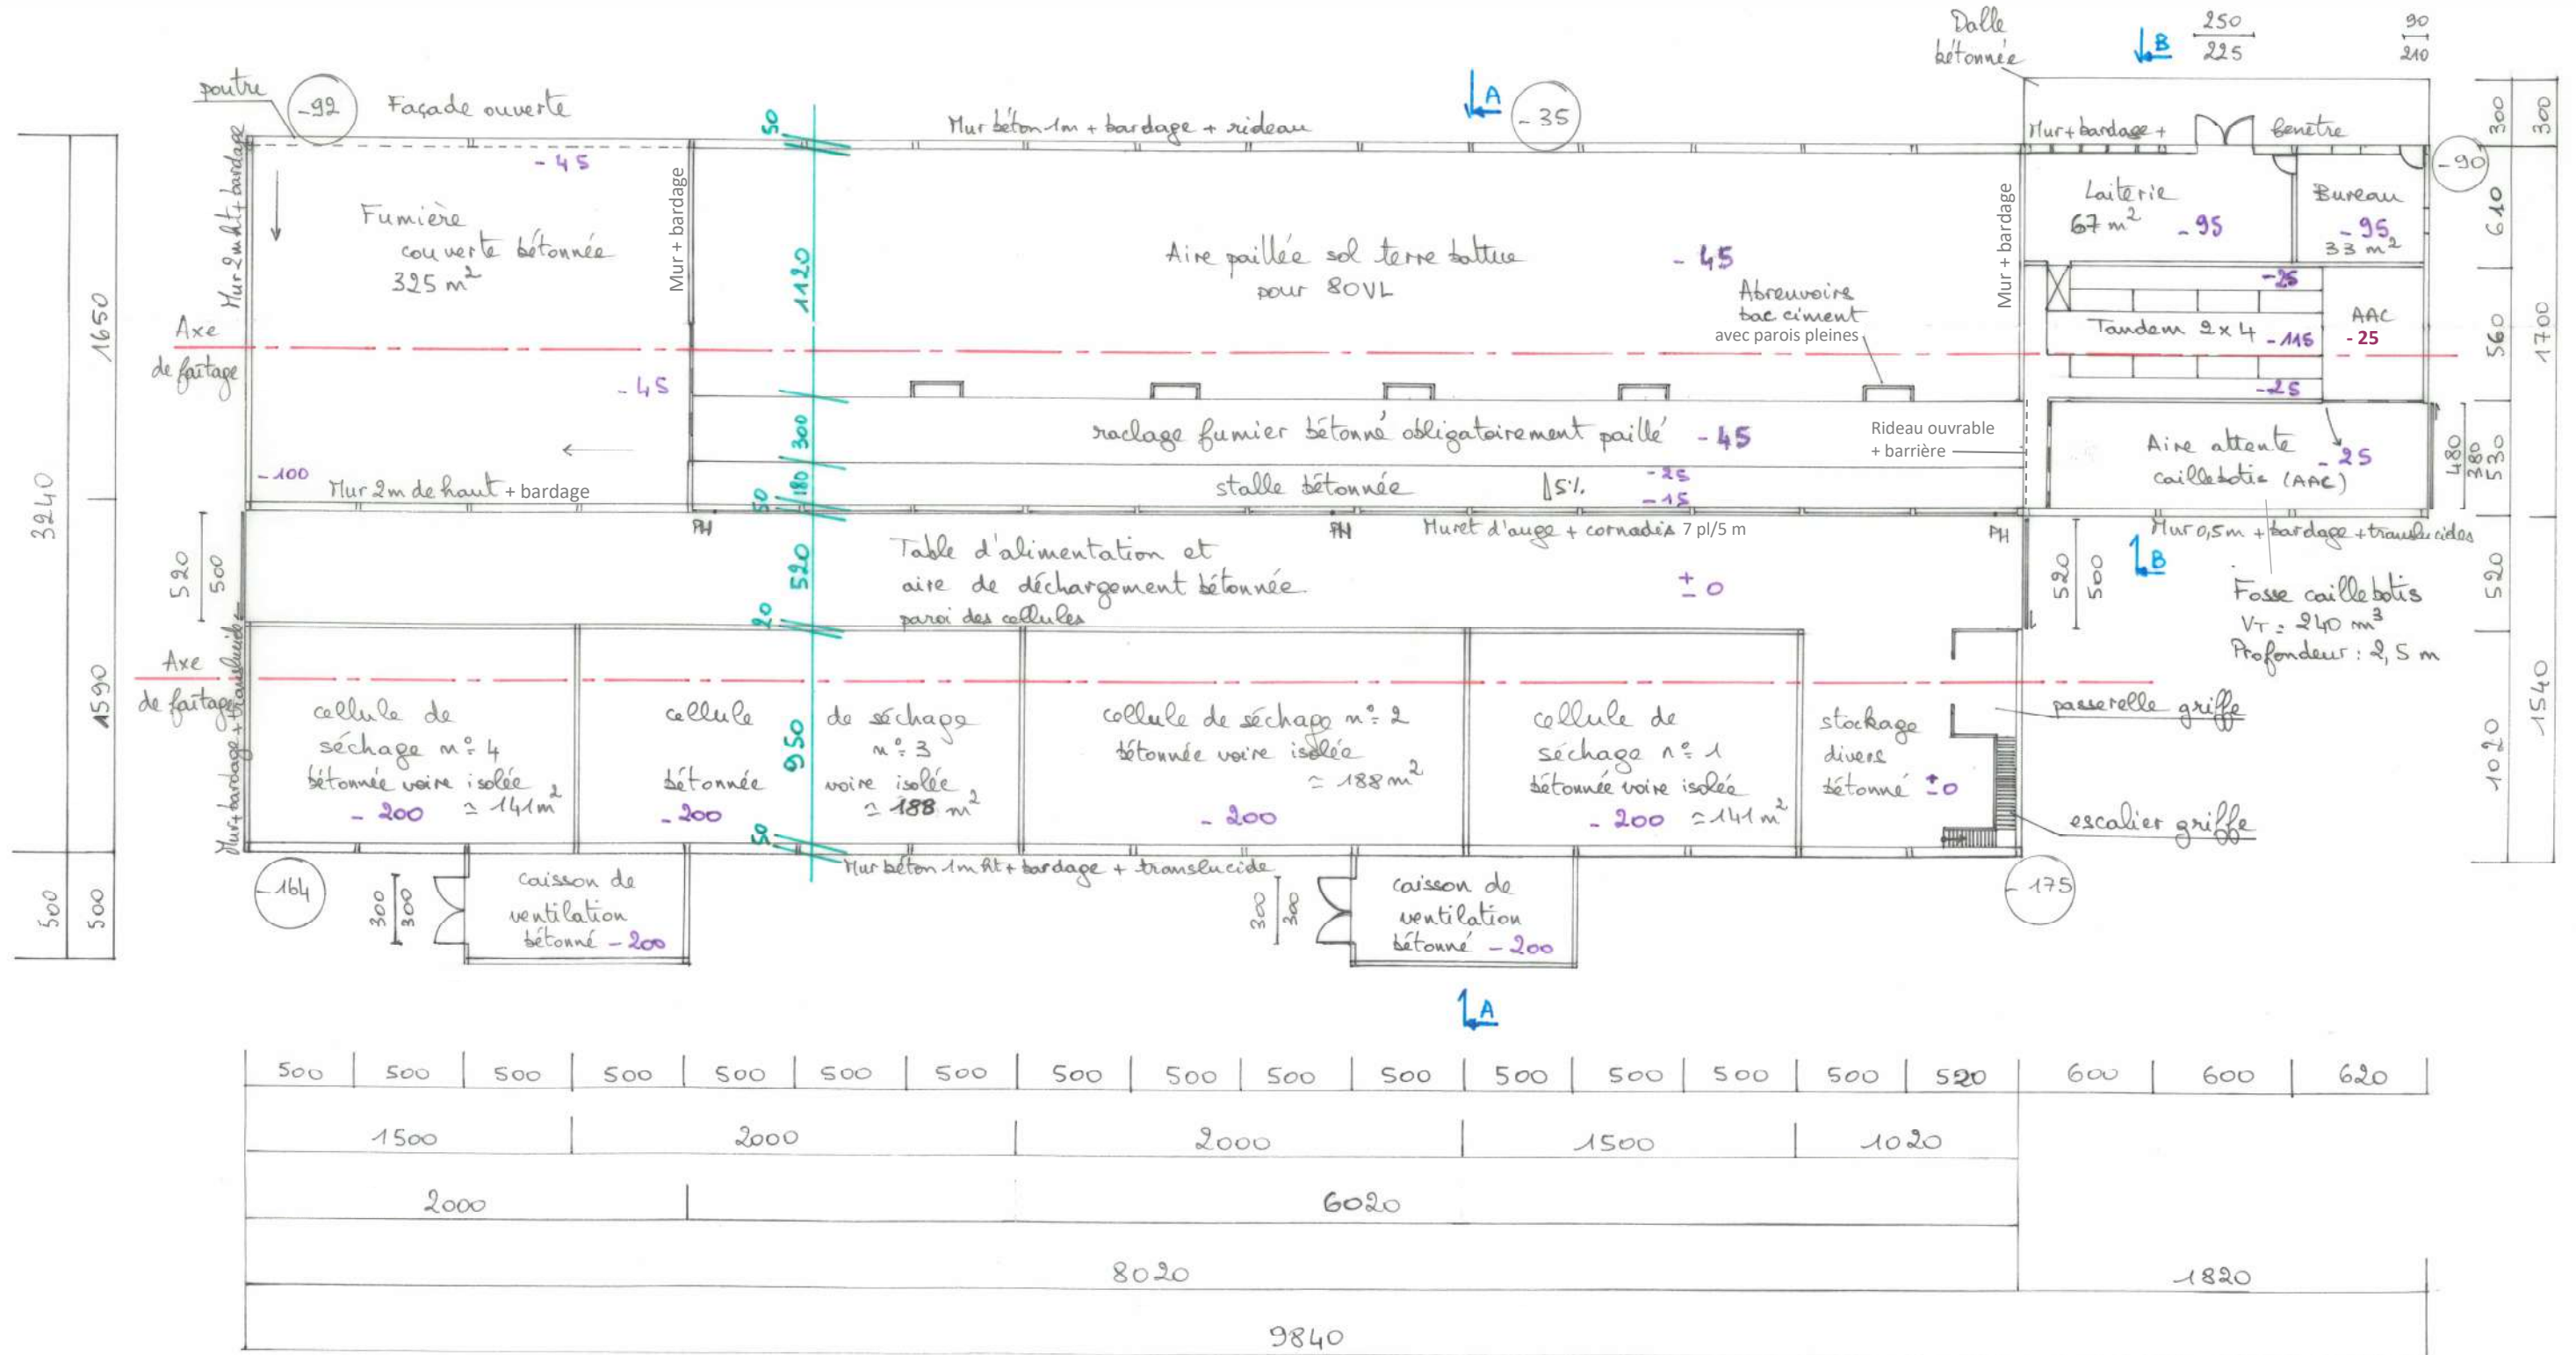 Dalle
bétonnée
B
250
225
90
210
poutre
-92
Façade ouverte
50
Mur béton 1m + bardage + rideau
A
-35
Mur + bardage +
fenêtre
-90
300
300
Mur 2m ht + bardage
-45
Mur + bardage
Mur + bardage
Fumière
couverte bétonnée
325 m²
1120
Aire paillée sol terre battue
pour 80VL
-45
Laiterie
67 m²
-95
Bureau
-95
33 m²
610
Abreuvoirs
bac ciment
avec parois pleines
-25
Tandem 2x4
-115
AAC
-25
-25
560
1700
Axe
de faîtage
1650
3240
-45
-100
Mur 2m de haut + bardage
300
raclage fumier bétonné obligatoirement paillé
-45
Rideau ouvrable
+ barrière
Aire attente
caillebotis (AAC)
-25
480
380
530
180
50
stalle bétonnée
5%
-25
-15
PH
PH
Muret d'auge + cornadis 7 pl/5 m
PH
Mur 0,5m + bardage + translucides
B
520
500
520
Table d'alimentation et
aire de déchargement bétonnée
± 0
520
500
520
Fosse caillebotis
VT = 240 m³
Profondeur : 2,5 m
20
paroi des cellules
Axe
de faîtage
Mur + bardage + translucide
1590
cellule de
séchage n° 4
bétonnée voire isolée
-200
≃ 141m²
cellule
de séchage
n° 3
bétonnée
voire isolée
-200
≃ 188 m²
950
cellule de séchage n° 2
bétonnée voire isolée
≃ 188 m²
-200
cellule de
séchage n° 1
bétonnée voire isolée
-200
≃ 141 m²
stockage
divers
bétonné
±0
passerelle griffe
escalier griffe
1020
1540
50
Mur béton 1m ht + bardage + translucide
-164
-175
500
500
300
300
caisson de
ventilation
bétonné -200
300
300
caisson de
ventilation
bétonné -200
A
500 500 500 500 500 500 500 500 500 500 500 500 500 500 500 520 600 600 620
1500 2000 2000 1500 1020
2000 6020
8020 1820
9840